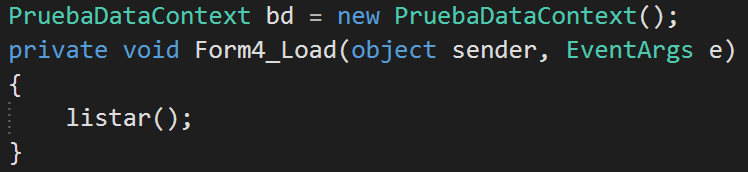 PruebaDataContext bd = new PruebaDataContext();
private void Form4_Load(object sender, EventArgs e)
{
    listar();
}